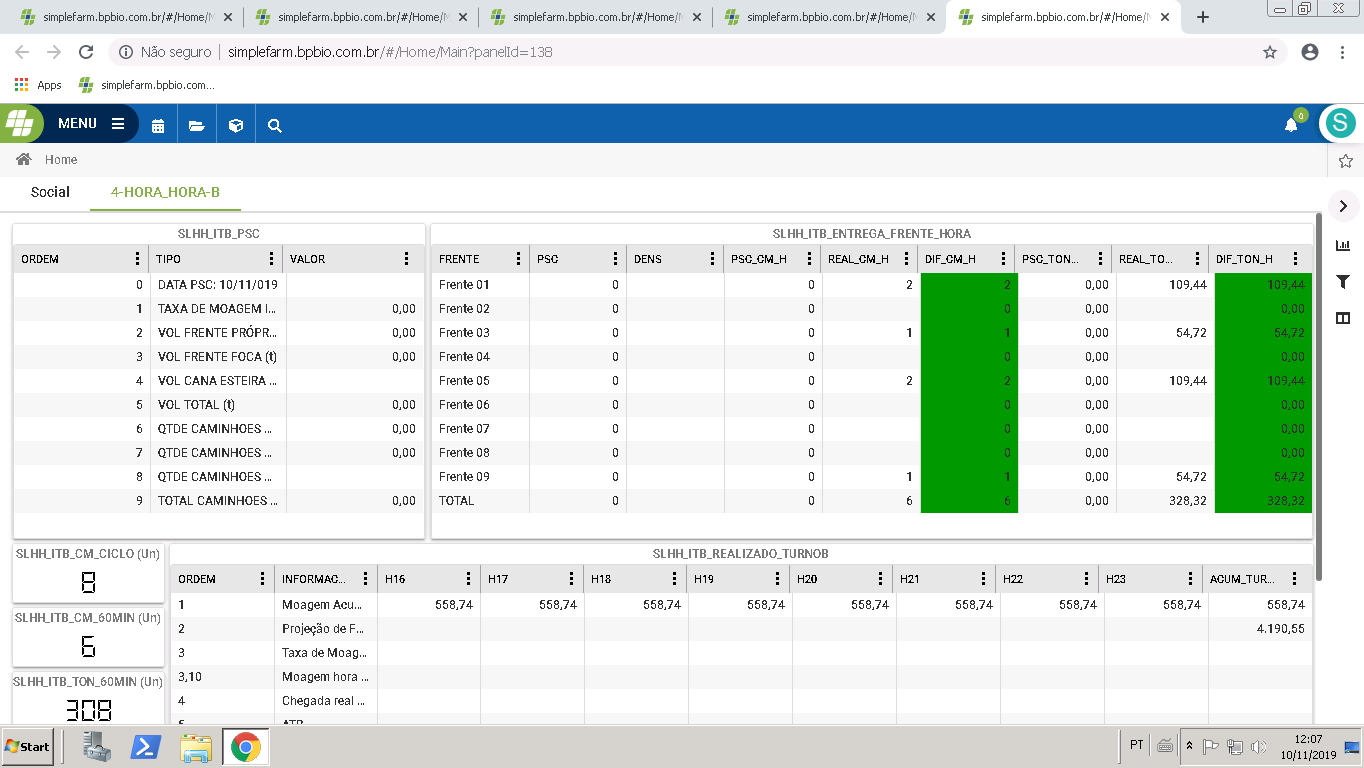 simplefarm.bpbio.com.br/#/Home/M simplefarm.bpbio.com.br/#/Home/M simplefarm.bpbio.com.br/#/Home/M simplefarm.bpbio.com.br/#/Home/M simplefarm.bpbio.com.br/#/Home/M
Não seguro simplefarm.bpbio.com.br/#/Home/Main?panelId=138
Apps simplefarm.bpbio.com...
MENU 0 S
Home
Social 4-HORA_HORA-B
SLHH_ITB_PSC
ORDEM TIPO VALOR
0 DATA PSC: 10/11/019
1 TAXA DE MOAGEM I... 0,00
2 VOL FRENTE PRÓPR... 0,00
3 VOL FRENTE FOCA (t) 0,00
4 VOL CANA ESTEIRA ... 0,00
5 VOL TOTAL (t) 0,00
6 QTDE CAMINHOES ... 0,00
7 QTDE CAMINHOES ... 0,00
8 QTDE CAMINHOES ...
9 TOTAL CAMINHOES ... 0,00
SLHH_ITB_ENTREGA_FRENTE_HORA
FRENTE PSC DENS PSC_CM_H REAL_CM_H DIF_CM_H PSC_TON... REAL_TO... DIF_TON_H
Frente 01 0 0 2 2 0,00 109,44 109,44
Frente 02 0 0 0 0,00 0,00
Frente 03 0 0 1 1 0,00 54,72 54,72
Frente 04 0 0 0 0,00 0,00
Frente 05 0 0 2 2 0,00 109,44 109,44
Frente 06 0 0 0 0,00 0,00
Frente 07 0 0 0 0,00 0,00
Frente 08 0 0 0 0,00 0,00
Frente 09 0 0 1 1 0,00 54,72 54,72
TOTAL 0 0 6 6 0,00 328,32 328,32
SLHH_ITB_CM_CICLO (Un)
SLHH_ITB_CM_60MIN (Un)
6
SLHH_ITB_TON_60MIN (Un)
308
SLHH_ITB_REALIZADO_TURNOB
ORDEM INFORMAC... H16 H17 H18 H19 H20 H21 H22 H23 ACUM_TUR...
1 Moagem Acu... 558,74 558,74 558,74 558,74 558,74 558,74 558,74 558,74 558,74
2 Projeção de F... 4.190,55
3 Taxa de Moag...
3,10 Moagem hora ...
4 Chegada real ...
Start PT 12:07
10/11/2019